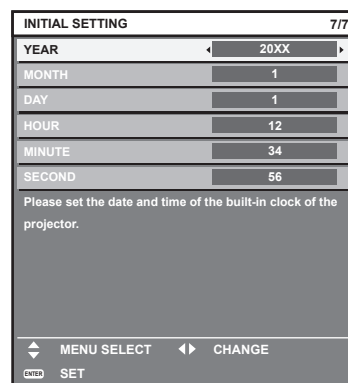 INITIAL SETTING 7/7
YEAR 20XX
MONTH 1
DAY 1
HOUR 12
MINUTE 34
SECOND 56
Please set the date and time of the built-in clock of the
projector.
MENU SELECT CHANGE
ENTER SET